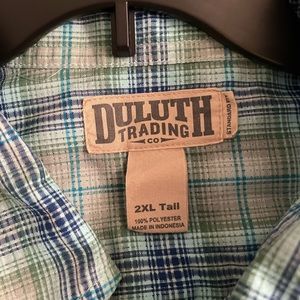 DULUTH
TRADING
CO
STANDARD FIT
2XL Tall
100% POLYESTER
MADE IN INDONESIA